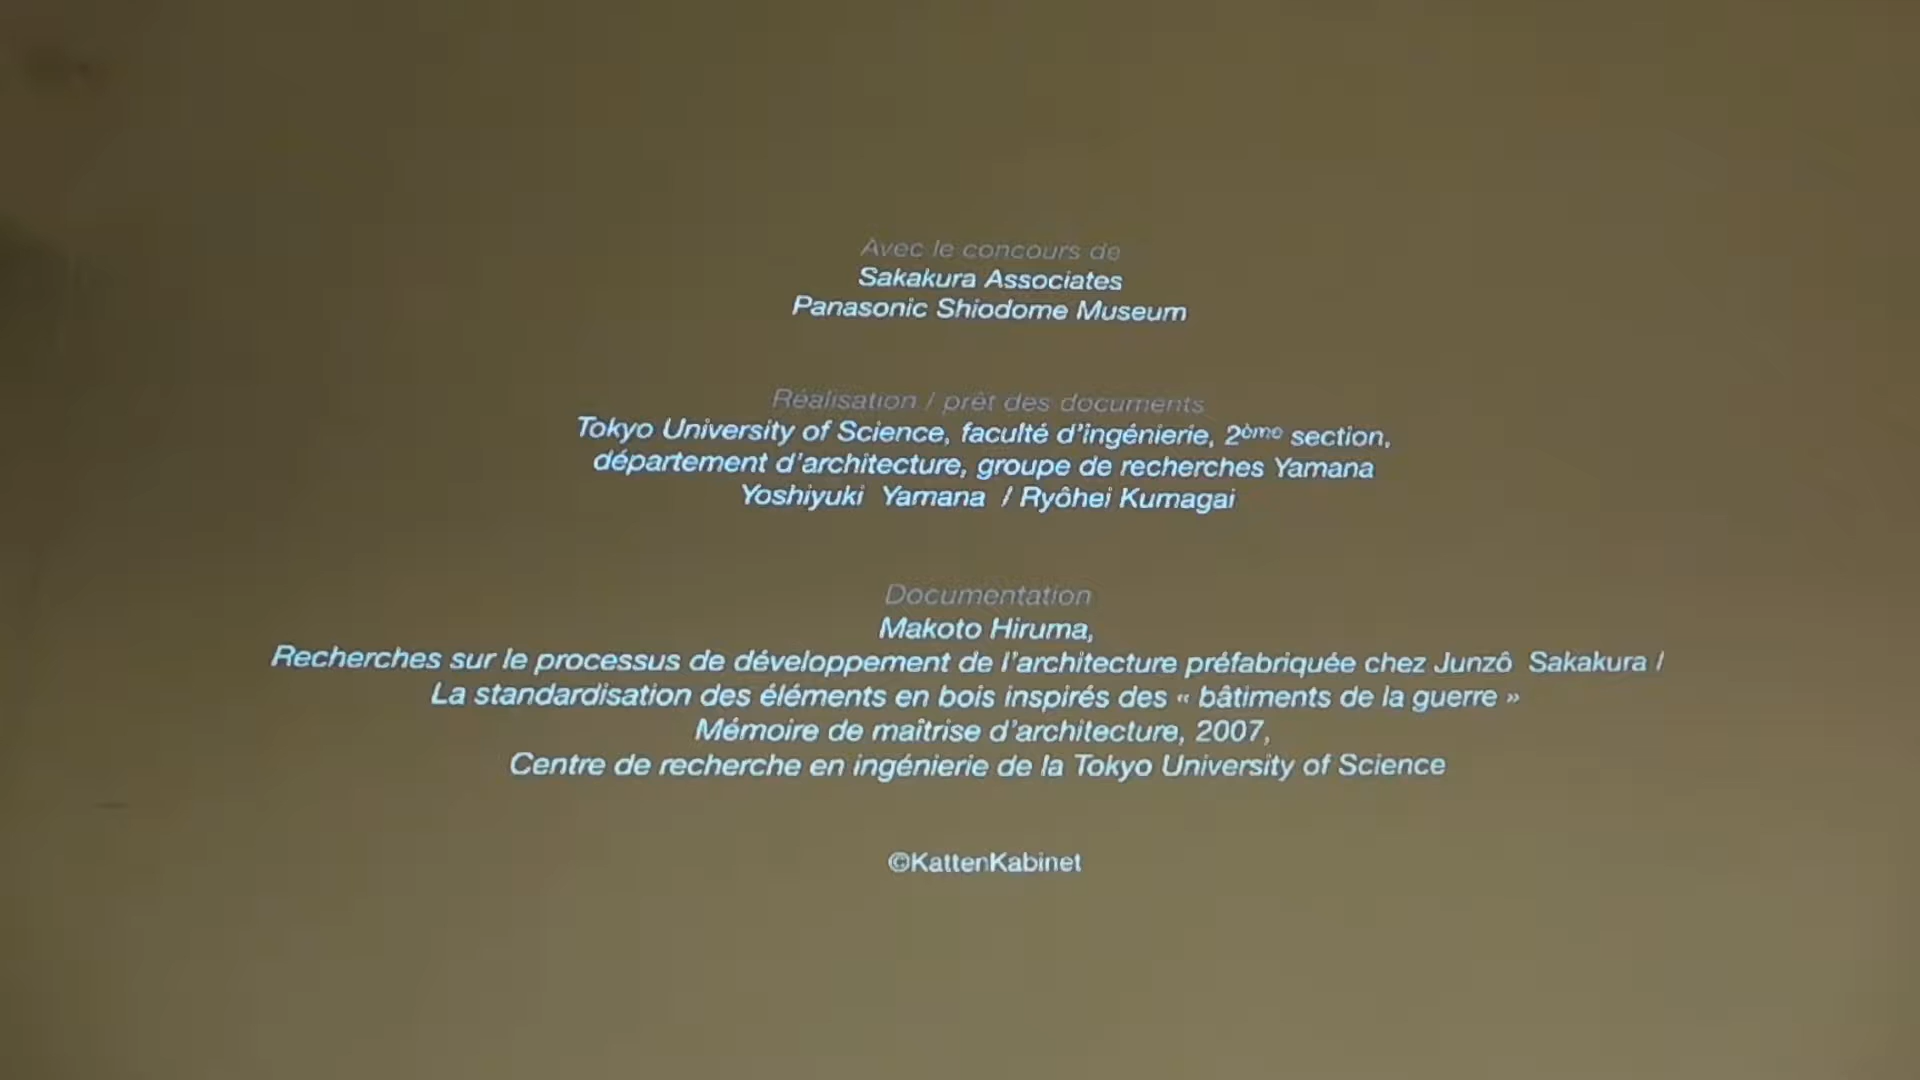 Avec le concours de
Sakakura Associates
Panasonic Shiodome Museum
Réalisation / prêt des documents
Tokyo University of Science, faculté d'ingénierie, 2ème section,
département d'architecture, groupe de recherches Yamana
Yoshiyuki Yamana / Ryôhei Kumagai
Documentation
Makoto Hiruma,
Recherches sur le processus de développement de l'architecture préfabriquée chez Junzô Sakakura /
La standardisation des éléments en bois inspirés des « bâtiments de la guerre »
Mémoire de maîtrise d'architecture, 2007,
Centre de recherche en ingénierie de la Tokyo University of Science
©KattenKabinet